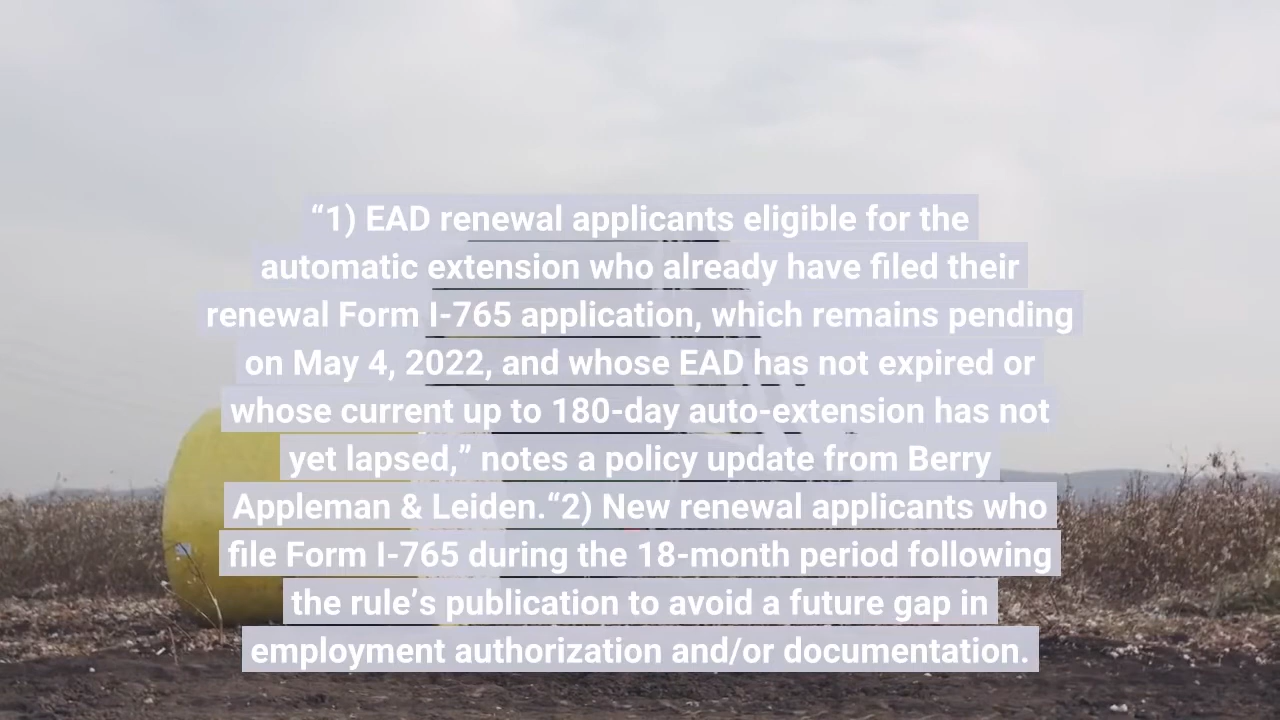 “1) EAD renewal applicants eligible for the
automatic extension who already have filed their
renewal Form I-765 application, which remains pending
on May 4, 2022, and whose EAD has not expired or
whose current up to 180-day auto-extension has not
yet lapsed,” notes a policy update from Berry
Appleman & Leiden.“2) New renewal applicants who
file Form I-765 during the 18-month period following
the rule’s publication to avoid a future gap in
employment authorization and/or documentation.